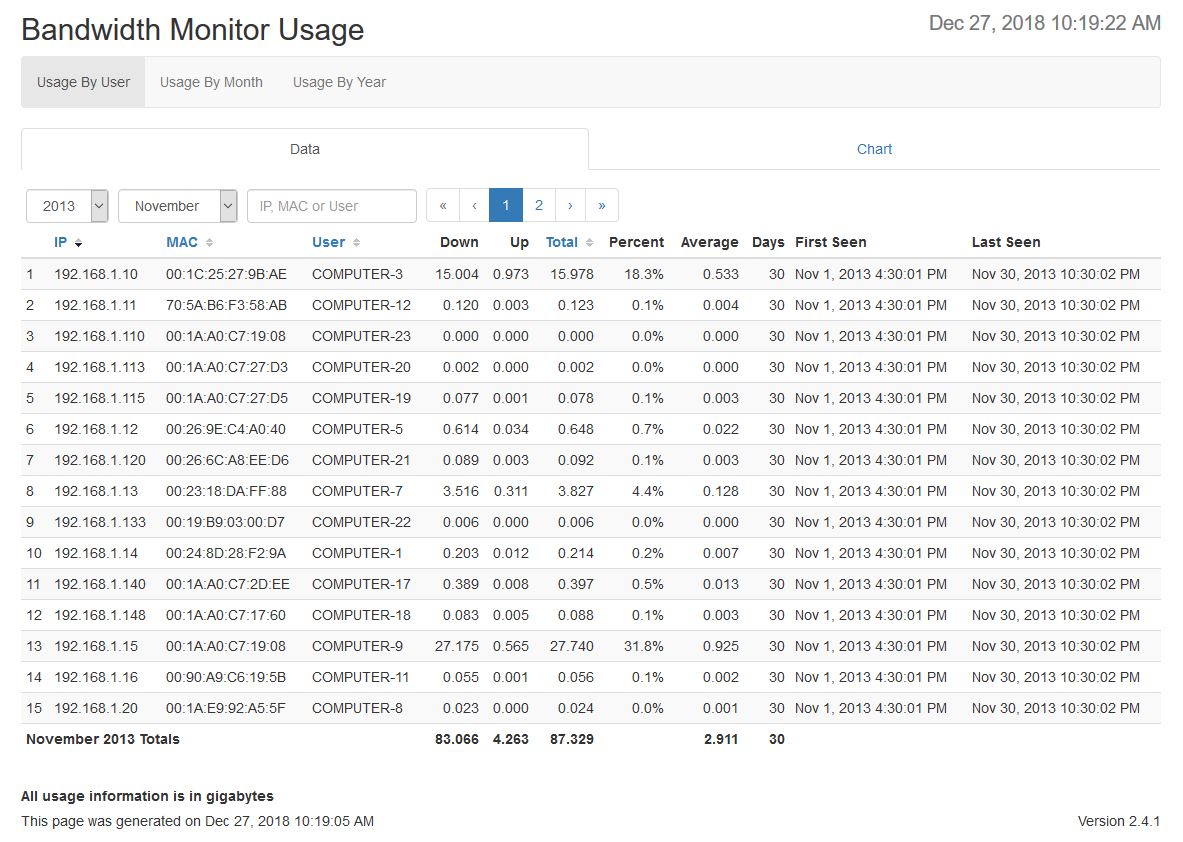 Bandwidth Monitor Usage
Dec 27, 2018 10:19:22 AM
Usage By User Usage By Month Usage By Year
Data Chart
2013 November IP, MAC or User « ‹ 1 2 › »
IP MAC User Down Up Total Percent Average Days First Seen Last Seen
1 192.168.1.10 00:1C:25:27:9B:AE COMPUTER-3 15.004 0.973 15.978 18.3% 0.533 30 Nov 1, 2013 4:30:01 PM Nov 30, 2013 10:30:02 PM
2 192.168.1.11 70:5A:B6:F3:58:AB COMPUTER-12 0.120 0.003 0.123 0.1% 0.004 30 Nov 1, 2013 4:30:01 PM Nov 30, 2013 10:30:02 PM
3 192.168.1.110 00:1A:A0:C7:19:08 COMPUTER-23 0.000 0.000 0.000 0.0% 0.000 30 Nov 1, 2013 4:30:01 PM Nov 30, 2013 10:30:02 PM
4 192.168.1.113 00:1A:A0:C7:27:D3 COMPUTER-20 0.002 0.000 0.002 0.0% 0.000 30 Nov 1, 2013 4:30:01 PM Nov 30, 2013 10:30:02 PM
5 192.168.1.115 00:1A:A0:C7:27:D5 COMPUTER-19 0.077 0.001 0.078 0.1% 0.003 30 Nov 1, 2013 4:30:01 PM Nov 30, 2013 10:30:02 PM
6 192.168.1.12 00:26:9E:C4:A0:40 COMPUTER-5 0.614 0.034 0.648 0.7% 0.022 30 Nov 1, 2013 4:30:01 PM Nov 30, 2013 10:30:02 PM
7 192.168.1.120 00:26:6C:A8:EE:D6 COMPUTER-21 0.089 0.003 0.092 0.1% 0.003 30 Nov 1, 2013 4:30:01 PM Nov 30, 2013 10:30:02 PM
8 192.168.1.13 00:23:18:DA:FF:88 COMPUTER-7 3.516 0.311 3.827 4.4% 0.128 30 Nov 1, 2013 4:30:01 PM Nov 30, 2013 10:30:02 PM
9 192.168.1.133 00:19:B9:03:00:D7 COMPUTER-22 0.006 0.000 0.006 0.0% 0.000 30 Nov 1, 2013 4:30:01 PM Nov 30, 2013 10:30:02 PM
10 192.168.1.14 00:24:8D:28:F2:9A COMPUTER-1 0.203 0.012 0.214 0.2% 0.007 30 Nov 1, 2013 4:30:01 PM Nov 30, 2013 10:30:02 PM
11 192.168.1.140 00:1A:A0:C7:2D:EE COMPUTER-17 0.389 0.008 0.397 0.5% 0.013 30 Nov 1, 2013 4:30:01 PM Nov 30, 2013 10:30:02 PM
12 192.168.1.148 00:1A:A0:C7:17:60 COMPUTER-18 0.083 0.005 0.088 0.1% 0.003 30 Nov 1, 2013 4:30:01 PM Nov 30, 2013 10:30:02 PM
13 192.168.1.15 00:1A:A0:C7:19:08 COMPUTER-9 27.175 0.565 27.740 31.8% 0.925 30 Nov 1, 2013 4:30:01 PM Nov 30, 2013 10:30:02 PM
14 192.168.1.16 00:90:A9:C6:19:5B COMPUTER-11 0.055 0.001 0.056 0.1% 0.002 30 Nov 1, 2013 4:30:01 PM Nov 30, 2013 10:30:02 PM
15 192.168.1.20 00:1A:E9:92:A5:5F COMPUTER-8 0.023 0.000 0.024 0.0% 0.001 30 Nov 1, 2013 4:30:01 PM Nov 30, 2013 10:30:02 PM
November 2013 Totals 83.066 4.263 87.329 2.911 30
All usage information is in gigabytes
This page was generated on Dec 27, 2018 10:19:05 AM Version 2.4.1